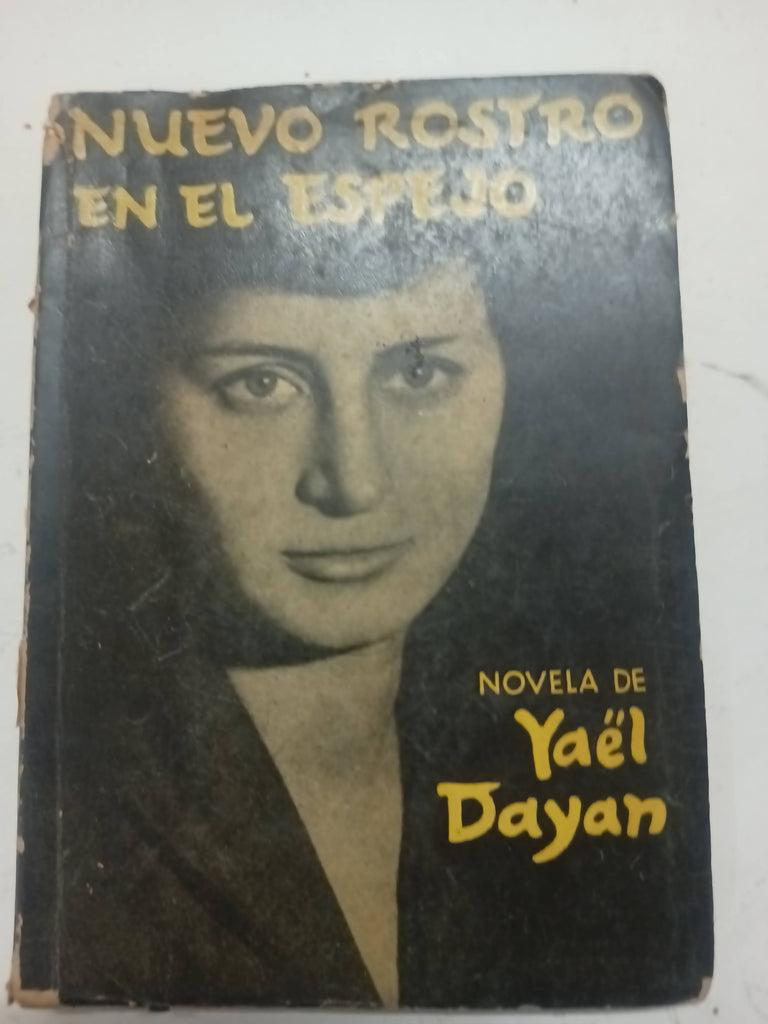 NUEVO ROSTRO
EN EL ESPEJO
NOVELA DE
Yaël
Dayan